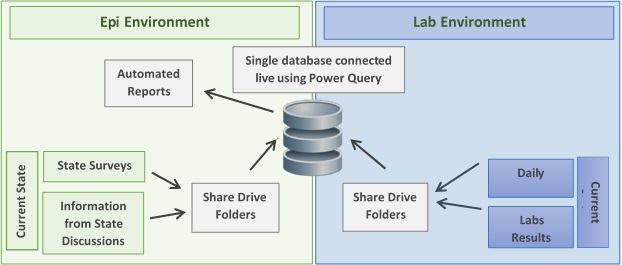 Epi Environment
Lab Environment
Single database connected
live using Power Query
Automated
Reports
Current State
State Surveys
Information
from State
Discussions
Share Drive
Folders
Share Drive
Folders
Daily
Labs
Results
Current